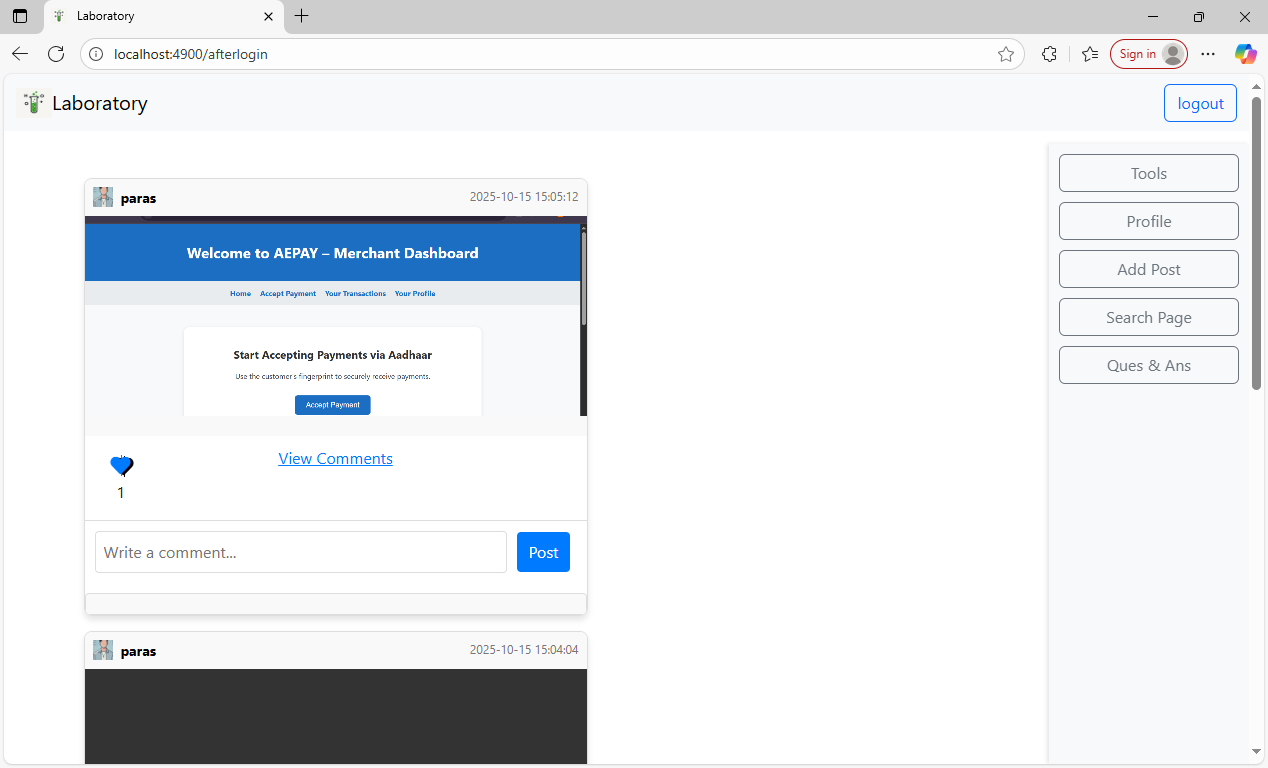 Laboratory
localhost:4900/afterlogin
Sign in
Laboratory
logout
Tools
Profile
Add Post
Search Page
Ques & Ans
paras
2025-10-15 15:05:12
Welcome to AEPAY – Merchant Dashboard
Home Accept Payment Your Transactions Your Profile
Start Accepting Payments via Aadhaar
Use the customer's fingerprint to securely receive payments.
Accept Payment
View Comments
1
Write a comment...
Post
paras
2025-10-15 15:04:04